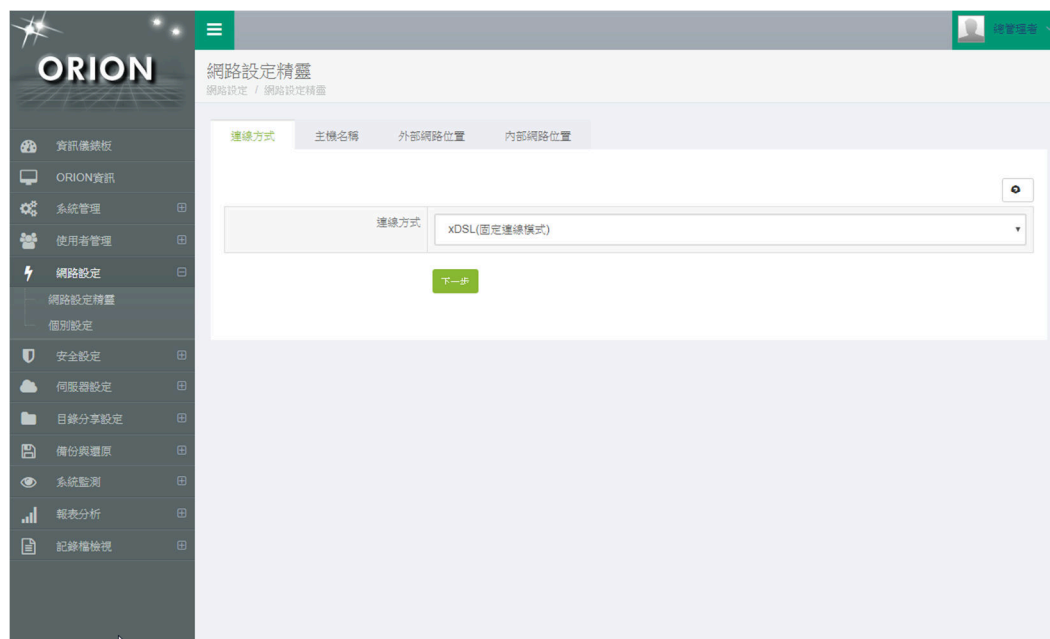 ORION
總管理者
網路設定精靈
網路設定 / 網路設定精靈
連線方式
主機名稱
外部網路位置
內部網路位置
連線方式
xDSL(固定連線模式)
下一步
資訊儀錶板
ORION資訊
系統管理
使用者管理
網路設定
網路設定精靈
個別設定
安全設定
伺服器設定
目錄分享設定
備份與還原
系統監測
報表分析
記錄檔檢視